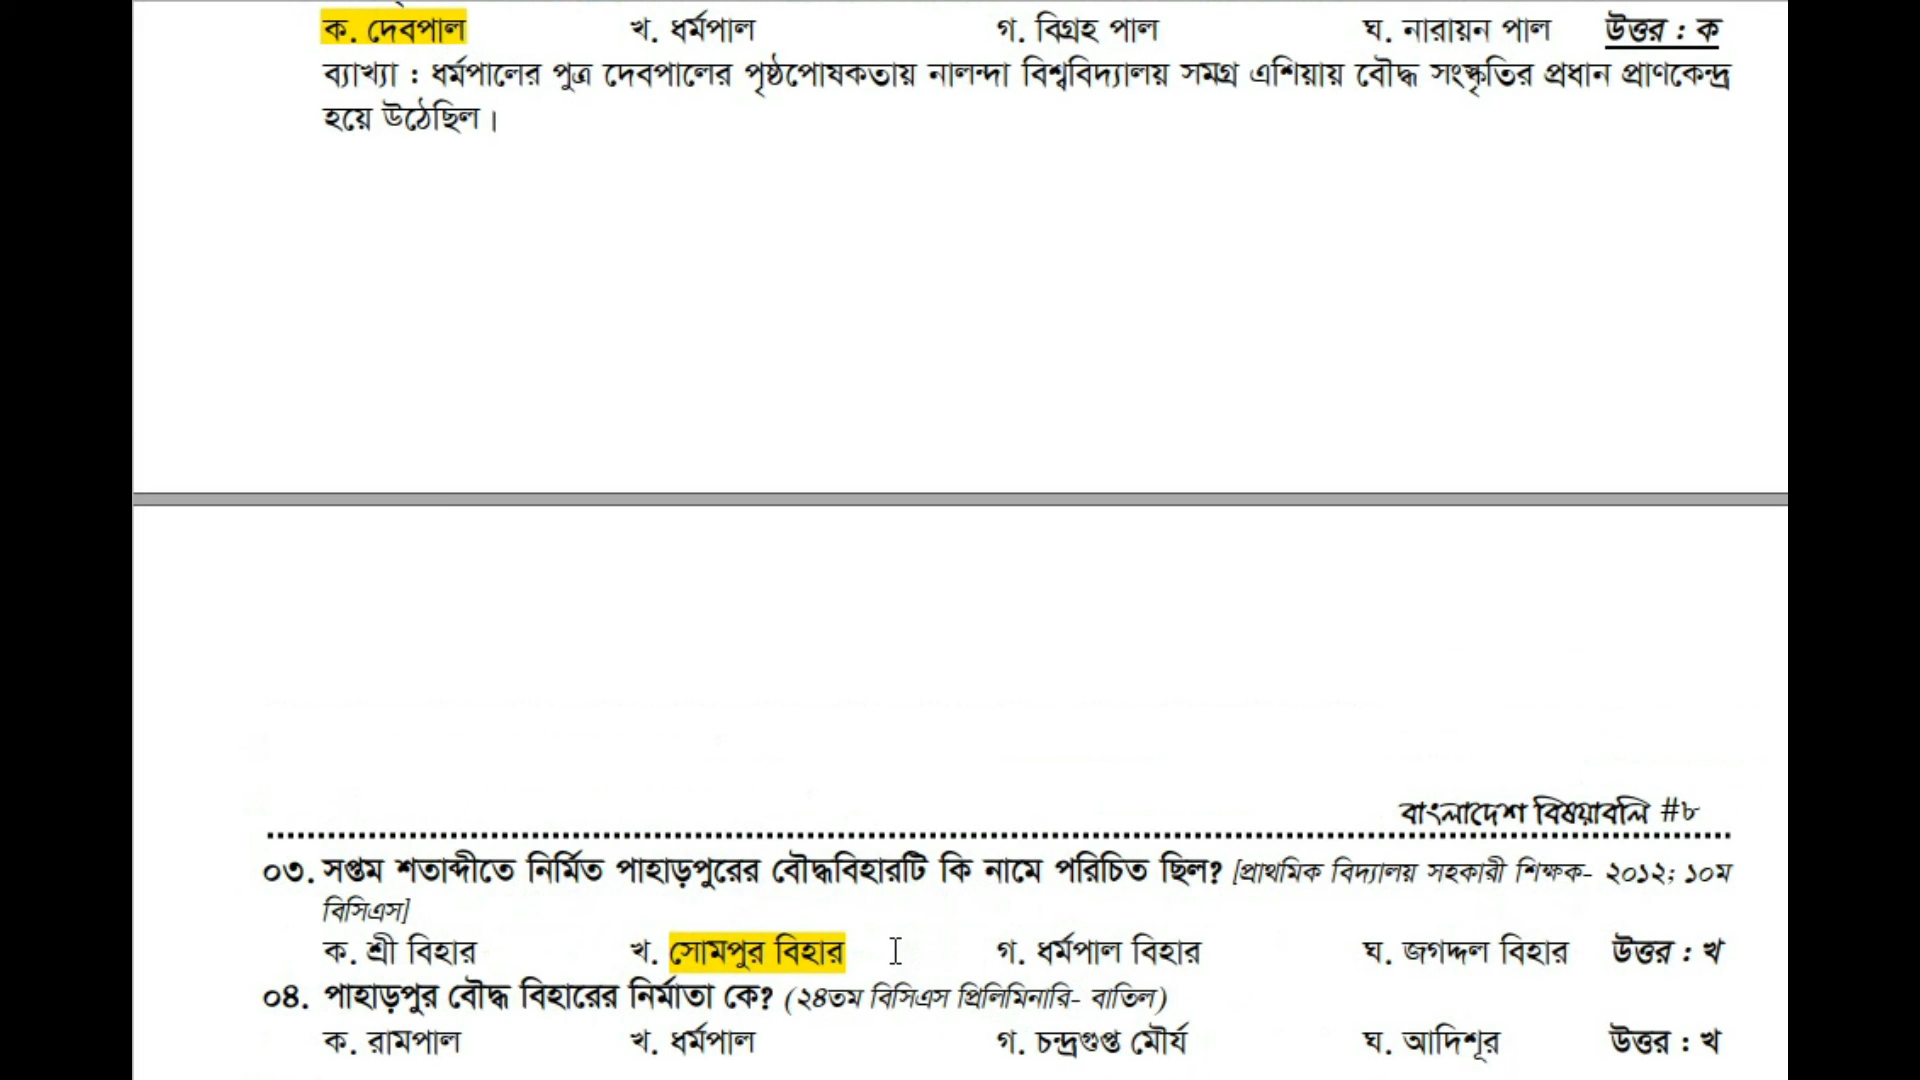 ক. দেবপাল খ. ধর্মপাল গ. বিগ্রহ পাল ঘ. নারায়ন পাল উত্তর : ক
ব্যাখ্যা : ধর্মপালের পুত্র দেবপালের পৃষ্ঠপোষকতায় নালন্দা বিশ্ববিদ্যালয় সমগ্র এশিয়ায় বৌদ্ধ সংস্কৃতির প্রধান প্রাণকেন্দ্র
হয়ে উঠেছিল।
বাংলাদেশ বিষয়াবলি #৮
০৩. সপ্তম শতাব্দীতে নির্মিত পাহাড়পুরের বৌদ্ধবিহারটি কি নামে পরিচিত ছিল? [প্রাথমিক বিদ্যালয় সহকারী শিক্ষক- ২০১২; ১০ম
বিসিএস]
ক. শ্রী বিহার খ. সোমপুর বিহার গ. ধর্মপাল বিহার ঘ. জগদ্দল বিহার উত্তর : খ
০৪. পাহাড়পুর বৌদ্ধ বিহারের নির্মাতা কে? (২৪তম বিসিএস প্রিলিমিনারি- বাতিল)
ক. রামপাল খ. ধর্মপাল গ. চন্দ্রগুপ্ত মৌর্য ঘ. আদিশূর উত্তর : খ